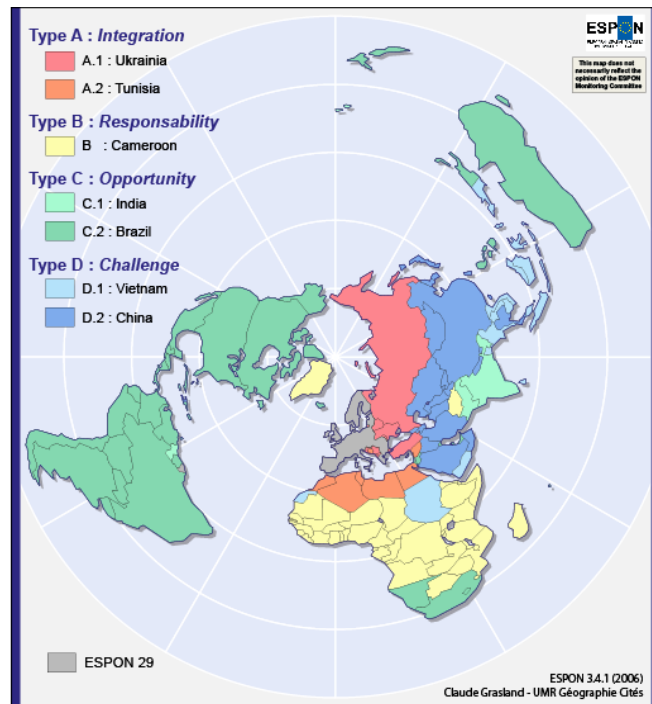 Type A : Integration
A.1 : Ukrainia
A.2 : Tunisia
Type B : Responsability
B : Cameroon
Type C : Opportunity
C.1 : India
C.2 : Brazil
Type D : Challenge
D.1 : Vietnam
D.2 : China
ESPON
This map does not
necessarily reflect the
opinion of the ESPON
Monitoring Committee
ESPON 29
ESPON 3.4.1 (2006)
Claude Grasland - UMR Géographie Cités